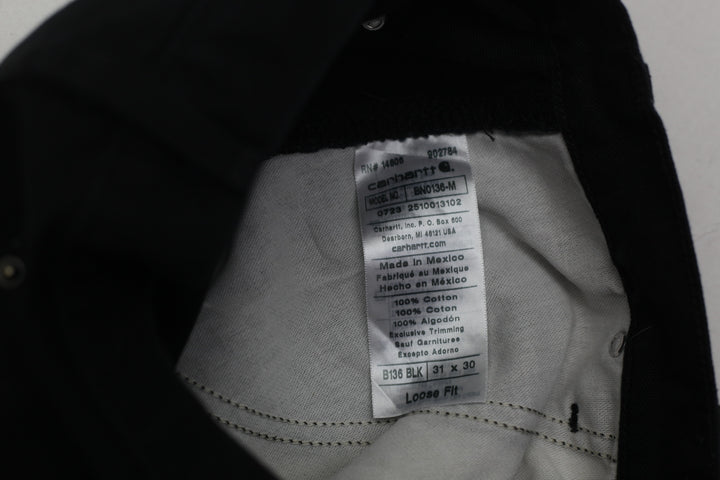 RN# 14806 902784
carhartt
MODEL NO. BN0136-M
0723 2510013102
Carhartt, Inc. P. O. Box 600
Dearborn, MI 48121 USA
carhartt.com
Made in Mexico
Fabriqué au Mexique
Hecho en México
100% Cotton
100% Coton
100% Algodón
Exclusive Trimming
Sauf Garnitures
Excepto Adorno
B136 BLK 31 x 30
Loose Fit